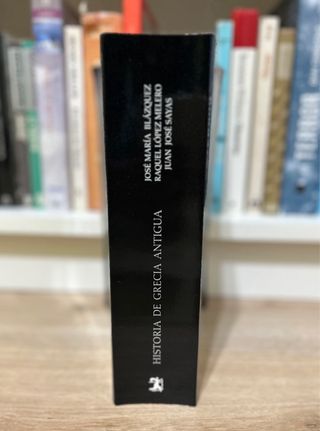 JOSÉ MARÍA BLÁZQUEZ
RAQUEL LÓPEZ MELERO
JUAN JOSÉ SAYAS
HISTORIA DE GRECIA ANTIGUA